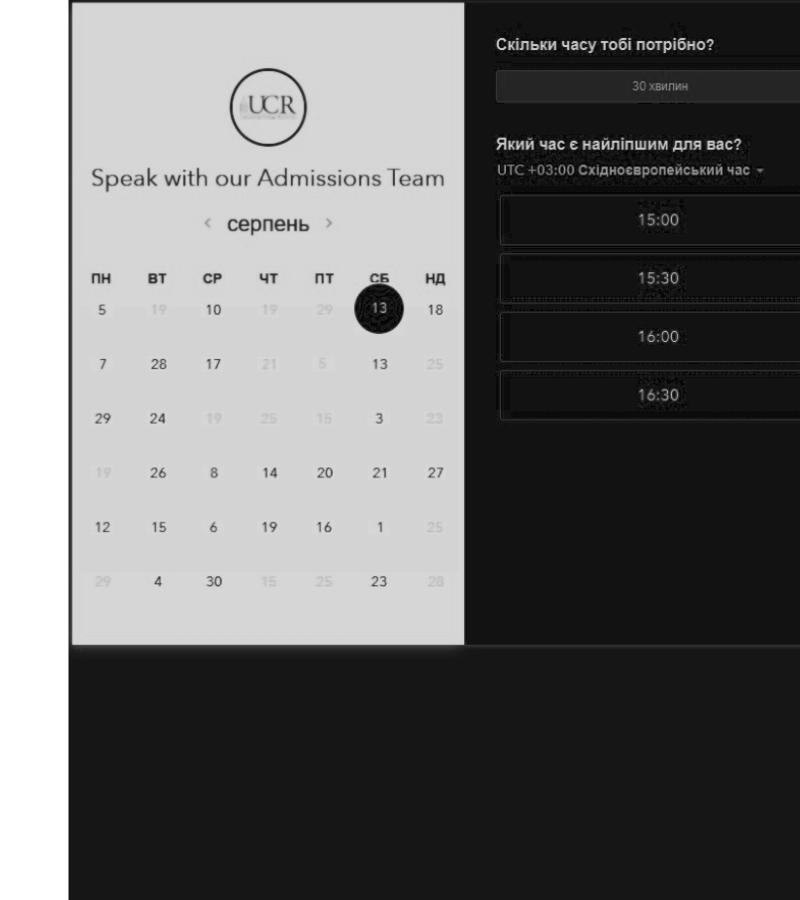 UCR
Speak with our Admissions Team
серпень
ПН ВТ СР ЧТ ПТ СБ НД
5 19 10 19 29 13 18
7 28 17 21 5 13 25
29 24 19 25 15 3 23
19 26 8 14 20 21 27
12 15 6 19 16 1 25
29 4 30 15 25 23 28
Скільки часу тобі потрібно?
30 хвилин
Який час є найліпшим для вас?
UTC +03:00 Східноєвропейський час
15:00
15:30
16:00
16:30